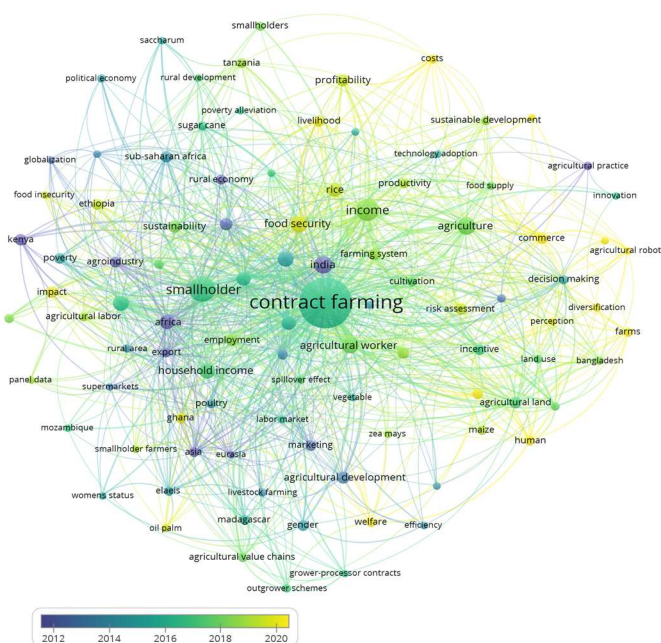 smallholders
saccharum
costs
tanzania
political economy
rural development
profitability
poverty alleviation
livelihood
sustainable development
sugar cane
globalization
sub-saharan africa
technology adoption
agricultural practice
rural economy
productivity
food supply
food insecurity
rice
innovation
ethiopia
income
sustainability
food security
agriculture
kenya
commerce
poverty
agroindustry
farming system
agricultural robot
india
impact
smallholder
cultivation
decision making
contract farming
agricultural labor
africa
risk assessment
diversification
perception
farms
employment
rural area
export
agricultural worker
incentive
land use
bangladesh
household income
panel data
supermarkets
spillover effect
poultry
vegetable
agricultural land
ghana
labor market
mozambique
zea mays
maize
human
smallholder farmers
asia
eurasia
marketing
agricultural development
womens status
elaeis
livestock farming
oil palm
madagascar
gender
welfare
efficiency
agricultural value chains
grower-processor contracts
outgrower schemes
2012 2014 2016 2018 2020